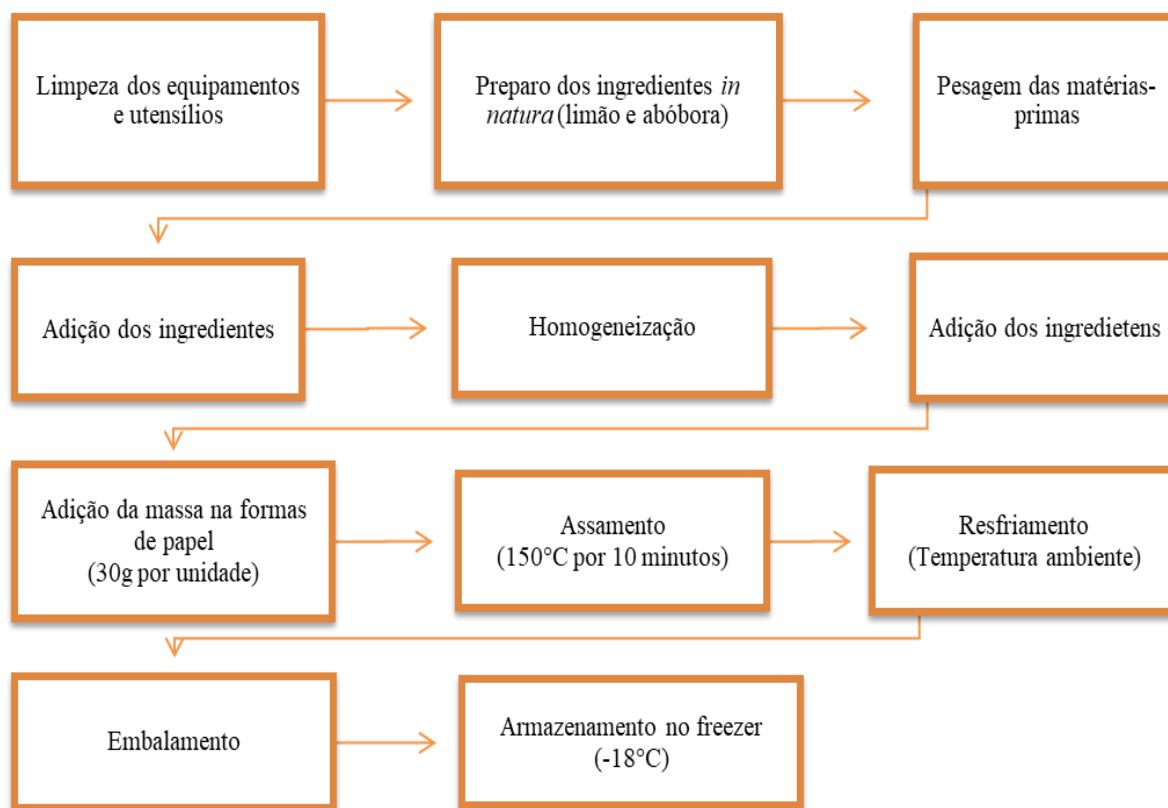 Limpeza dos equipamentos
e utensílios
Preparo dos ingredientes in
natura (limão e abóbora)
Pesagem das matérias-
primas
Adição dos ingredientes
Homogeneização
Adição dos ingredietens
Adição da massa na formas
de papel
(30g por unidade)
Assamento
(150°C por 10 minutos)
Resfriamento
(Temperatura ambiente)
Embalamento
Armazenamento no freezer
(-18°C)